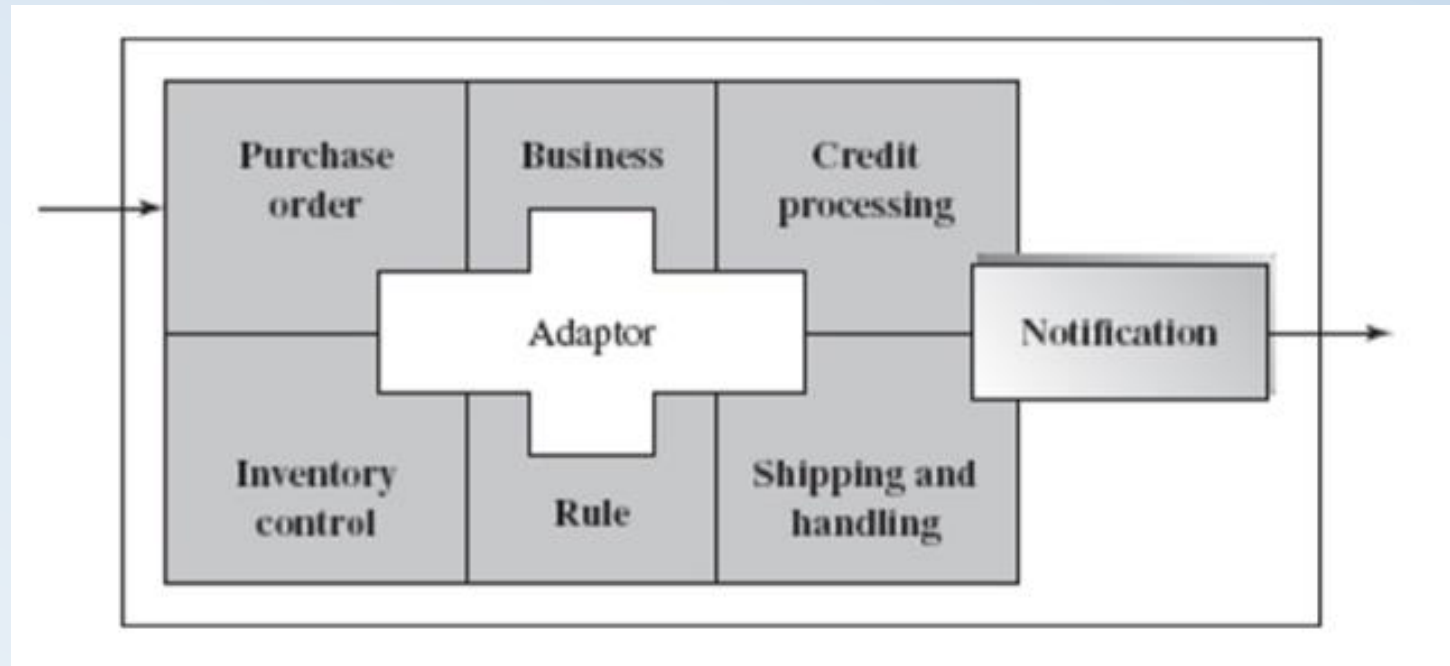 Purchase
order
Business
Credit
processing
Adaptor
Notification
Inventory
control
Rule
Shipping and
handling